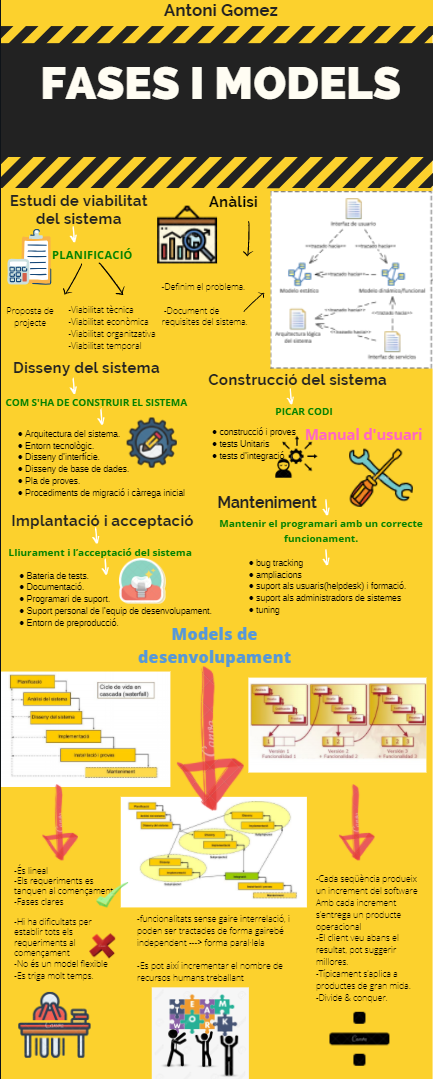 Antoni Gomez
FASES I MODELS
Estudi de viabilitat
del sistema
PLANIFICACIÓ
Proposta de
projecte
-Viabilitat tècnica
-Viabilitat econòmica
-Viabilitat organitzativa
-Viabilitat temporal
Anàlisi
-Definim el problema.
-Document de
requisites del sistema.
Interfaz de usuario
<<trazado hacia>>
<<trazado hacia>>
<<trazado hacia>>
Modelo estático
Modelo dinámico/funcional
<<trazado hacia>>
<<trazado hacia>>
Arquitectura lógica
del sistema
<<trazado hacia>>
Interfaz de servicios
Disseny del sistema
COM S'HA DE CONSTRUIR EL SISTEMA
Arquitectura del sistema.
Entorn tecnològic.
Disseny d'interfície.
Disseny de base de dades.
Pla de proves.
Procediments de migració i càrrega inicial
Construcció del sistema
PICAR CODI
construcció i proves
tests Unitaris
tests d'integració
Manual d'usuari
Implantació i acceptació
Lliurament i l'acceptació del sistema
Bateria de tests.
Documentació.
Programari de suport.
Suport personal de l'equip de desenvolupament.
Entorn de preproducció.
Manteniment
Mantenir el programari amb un correcte
funcionament.
bug tracking
ampliacions
suport als usuaris(helpdesk) i formació.
suport als administradors de sistemes
tuning
Models de
desenvolupament
Planificació
Anàlisi del sistema
Disseny del sistema
Implementació
Instal·lació i proves
Manteniment
Ciclo de vida en
cascada (waterfall)
Versión 1
Funcionalidad 1
Versión 2
+ Funcionalidad 2
Versión 3
+ Funcionalidad 3
-És lineal
-Els requeriments es
tanquen al començament
-Fases clares
-Hi ha dificultats per
establir tots els
requeriments al
començament
-No és un model flexible
-Es triga molt temps.
-funcionalitats sense gaire interrelació, i
poden ser tractades de forma gairebé
independent ---> forma paral·lela
-Es pot així incrementar el nombre de
recursos humans treballant
-Cada seqüència produeix
un increment del software
Amb cada increment
s'entrega un producte
operacional
-El client veu abans el
resultat, pot suggerir
millores.
-Típicament s'aplica a
productes de gran mida.
-Divide & conquer.
TEAM
WORK
Canva